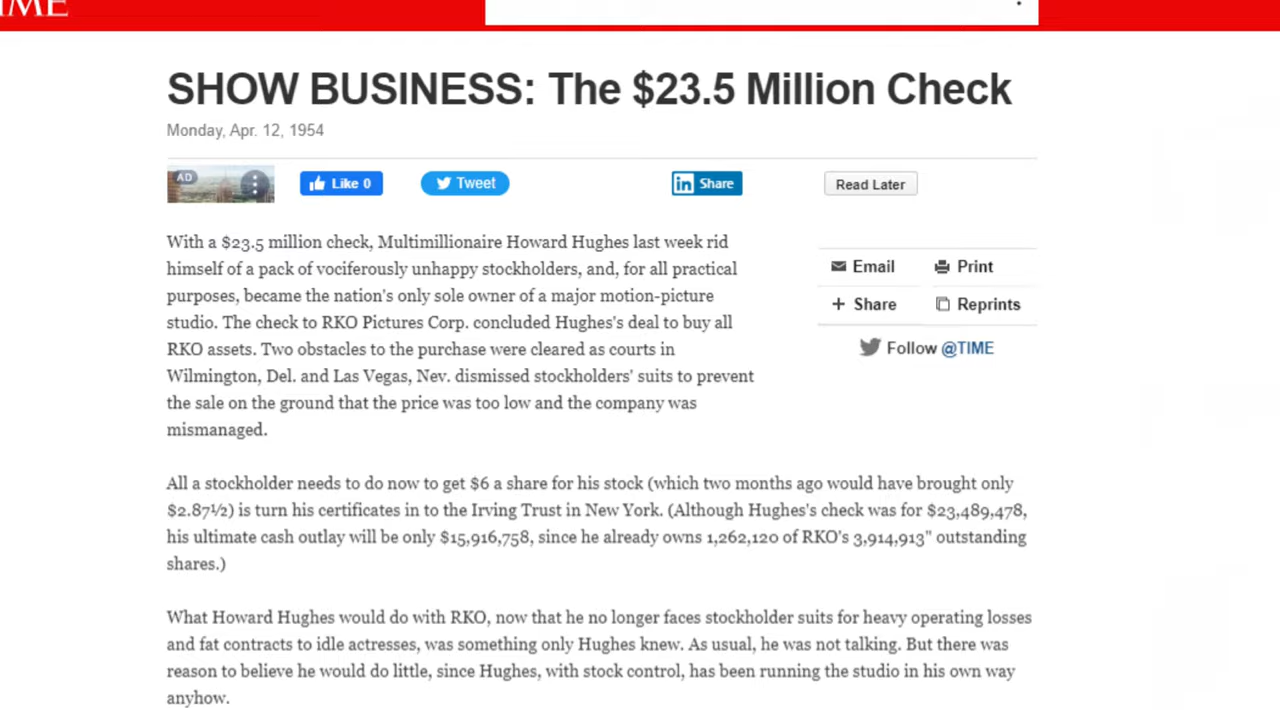 SHOW BUSINESS: The $23.5 Million Check
Monday, Apr. 12, 1954
AD
Like 0
Tweet
in Share
Read Later
With a $23.5 million check, Multimillionaire Howard Hughes last week rid
himself of a pack of vociferously unhappy stockholders, and, for all practical
purposes, became the nation's only sole owner of a major motion-picture
studio. The check to RKO Pictures Corp. concluded Hughes's deal to buy all
RKO assets. Two obstacles to the purchase were cleared as courts in
Wilmington, Del. and Las Vegas, Nev. dismissed stockholders' suits to prevent
the sale on the ground that the price was too low and the company was
mismanaged.
Email
Print
+ Share
Reprints
Follow @TIME
All a stockholder needs to do now to get $6 a share for his stock (which two months ago would have brought only
$2.87½) is turn his certificates in to the Irving Trust in New York. (Although Hughes's check was for $23,489,478,
his ultimate cash outlay will be only $15,916,758, since he already owns 1,262,120 of RKO's 3,914,913" outstanding
shares.)
What Howard Hughes would do with RKO, now that he no longer faces stockholder suits for heavy operating losses
and fat contracts to idle actresses, was something only Hughes knew. As usual, he was not talking. But there was
reason to believe he would do little, since Hughes, with stock control, has been running the studio in his own way
anyhow.